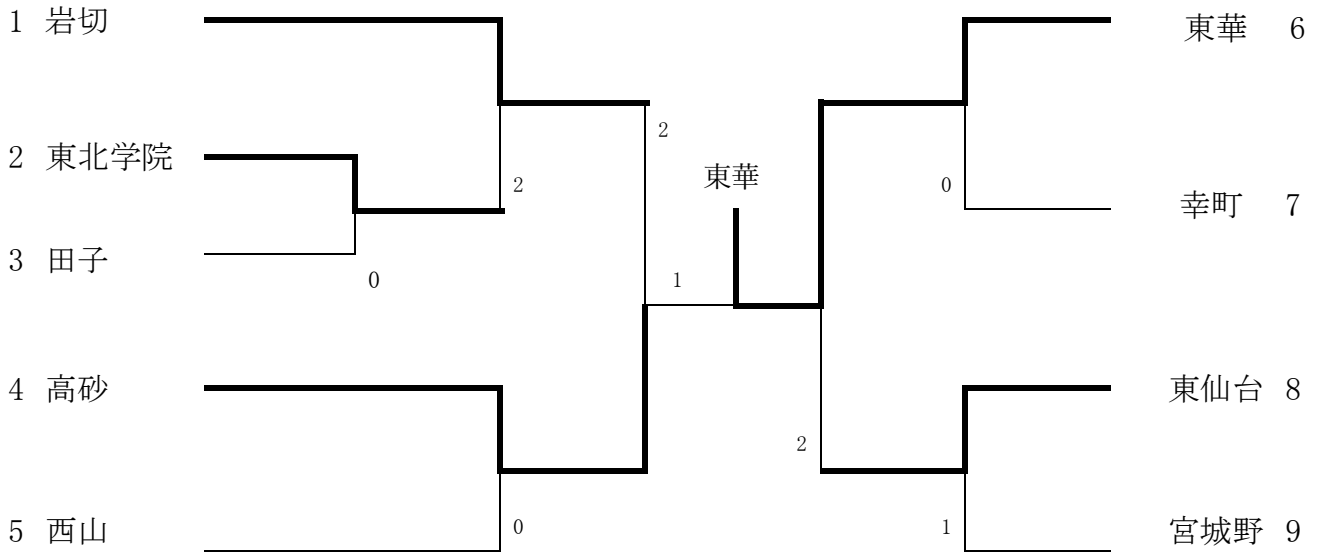 1 岩切
東華 6
2
2 東北学院
東華
2
0
幸町 7
3 田子
0
1
4 高砂
東仙台 8
2
5 西山
0
1
宮城野 9